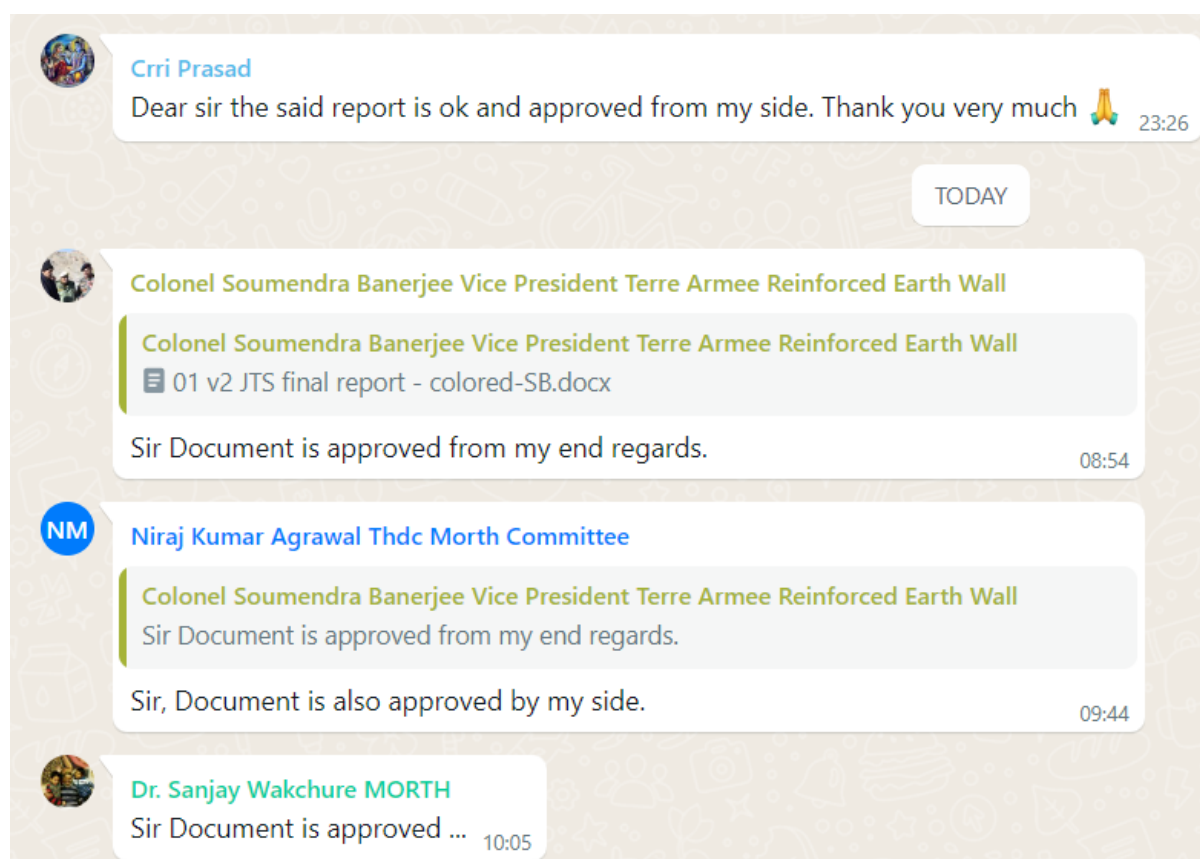 Crri Prasad
Dear sir the said report is ok and approved from my side. Thank you very much 🙏 23:26
TODAY
Colonel Soumendra Banerjee Vice President Terre Armee Reinforced Earth Wall
Colonel Soumendra Banerjee Vice President Terre Armee Reinforced Earth Wall
01 v2 JTS final report - colored-SB.docx
Sir Document is approved from my end regards. 08:54
NM
Niraj Kumar Agrawal Thdc Morth Committee
Colonel Soumendra Banerjee Vice President Terre Armee Reinforced Earth Wall
Sir Document is approved from my end regards.
Sir, Document is also approved by my side. 09:44
Dr. Sanjay Wakchure MORTH
Sir Document is approved ... 10:05